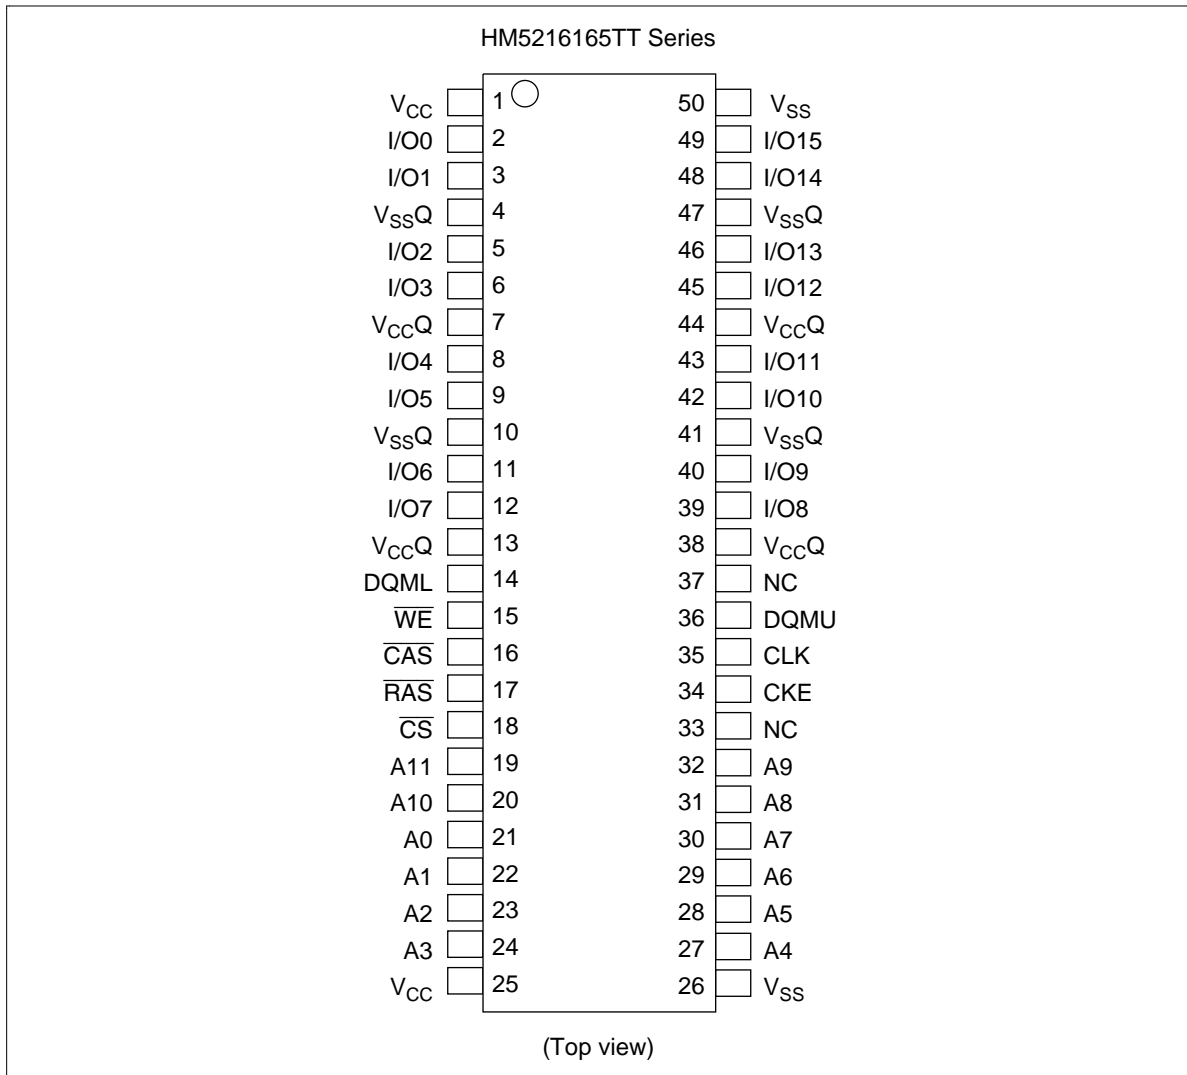 HM5216165TT Series
VCC 1 50 VSS
I/O0 2 49 I/O15
I/O1 3 48 I/O14
VSSQ 4 47 VSSQ
I/O2 5 46 I/O13
I/O3 6 45 I/O12
VCCQ 7 44 VCCQ
I/O4 8 43 I/O11
I/O5 9 42 I/O10
VSSQ 10 41 VSSQ
I/O6 11 40 I/O9
I/O7 12 39 I/O8
VCCQ 13 38 VCCQ
DQML 14 37 NC
W̅E̅ 15 36 DQMU
C̅A̅S̅ 16 35 CLK
R̅A̅S̅ 17 34 CKE
C̅S̅ 18 33 NC
A11 19 32 A9
A10 20 31 A8
A0 21 30 A7
A1 22 29 A6
A2 23 28 A5
A3 24 27 A4
VCC 25 26 VSS
(Top view)